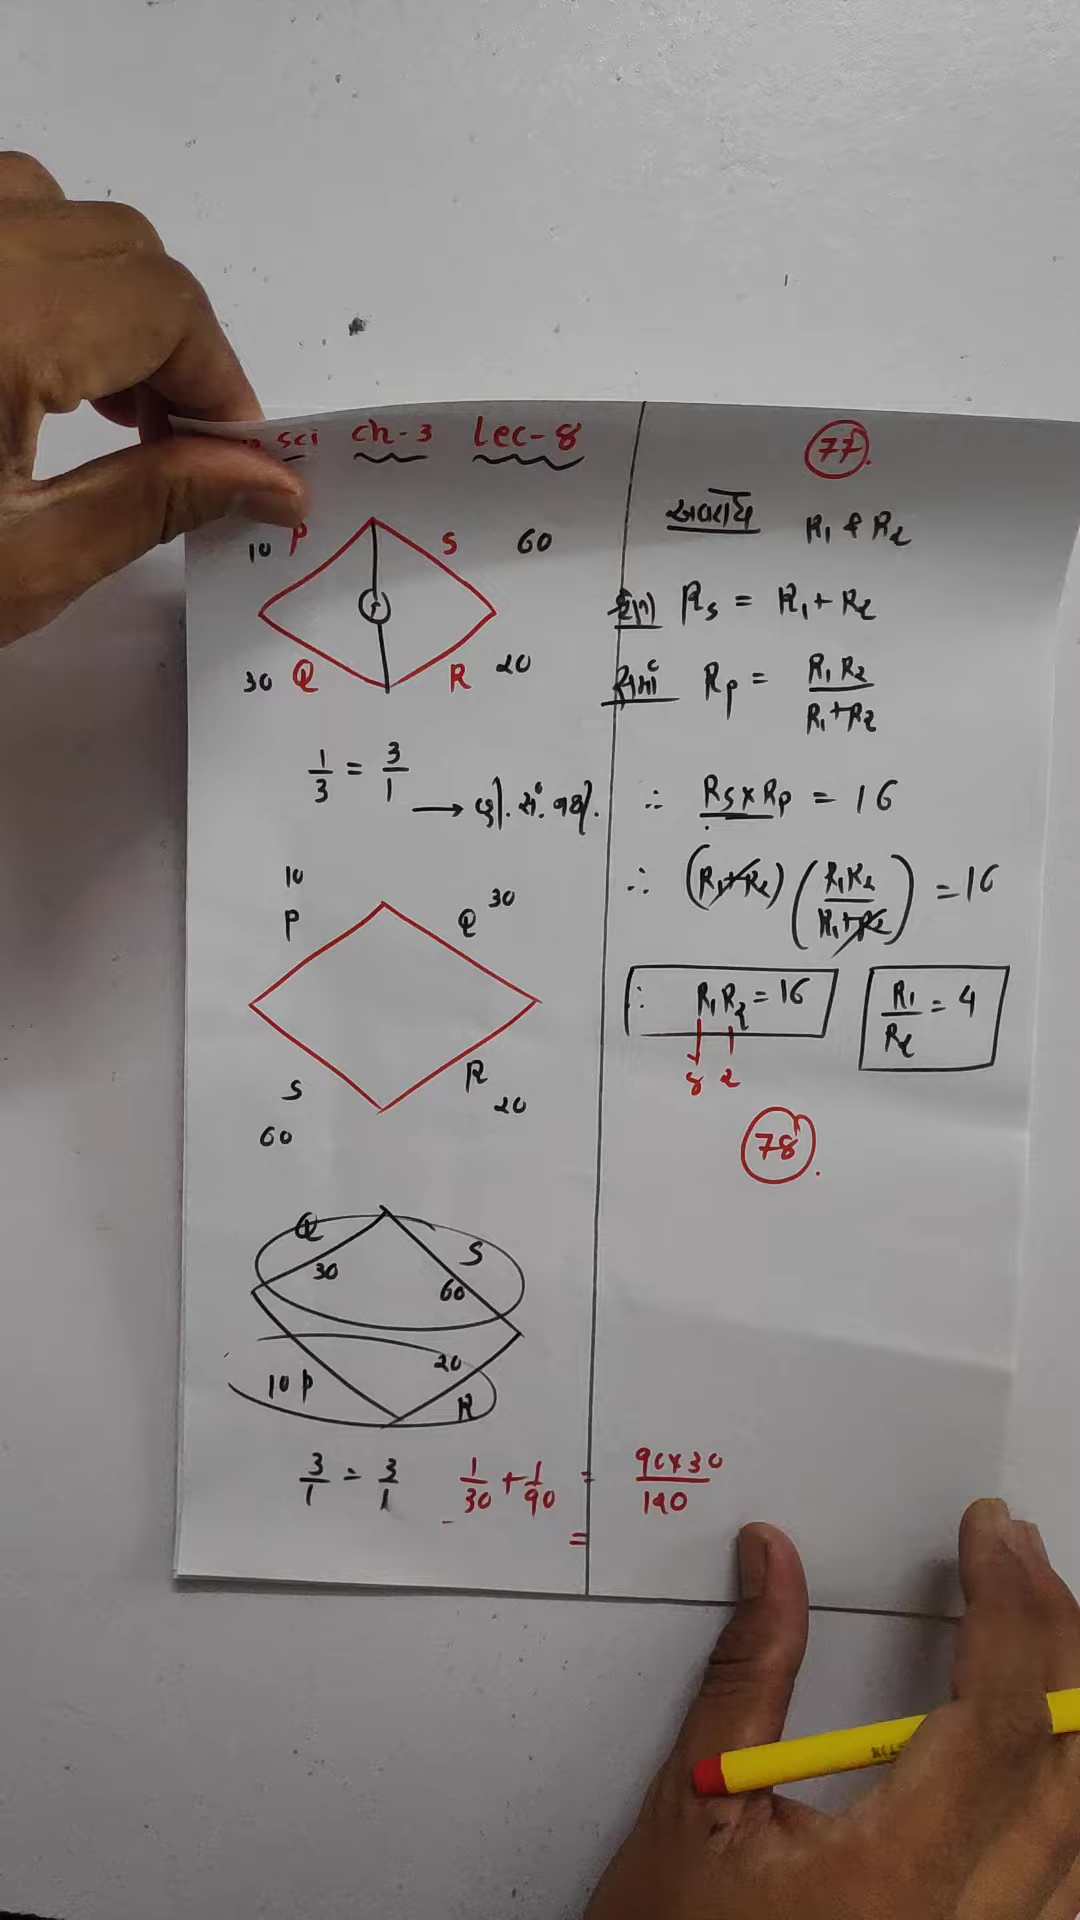 sci ch-3 Lec-8
10 P S 60
30 Q R 20
1/3 = 3/1
10 P Q 30
S 60 R 20
Q 30 S 60
10 P 20 R
3/1 = 3/1 1/30 + 1/90 = 90×30/120
=
77.
અવરોધ R₁ & R₂
Rs = R₁ + R₂
Rp = R₁R₂/R₁+R₂
∴ Rs×Rp = 16
∴ (R₁+R₂) (R₁R₂/R₁+R₂) = 16
∴ R₁R₂ = 16 R₁/R₂ = 4
8 2
78.